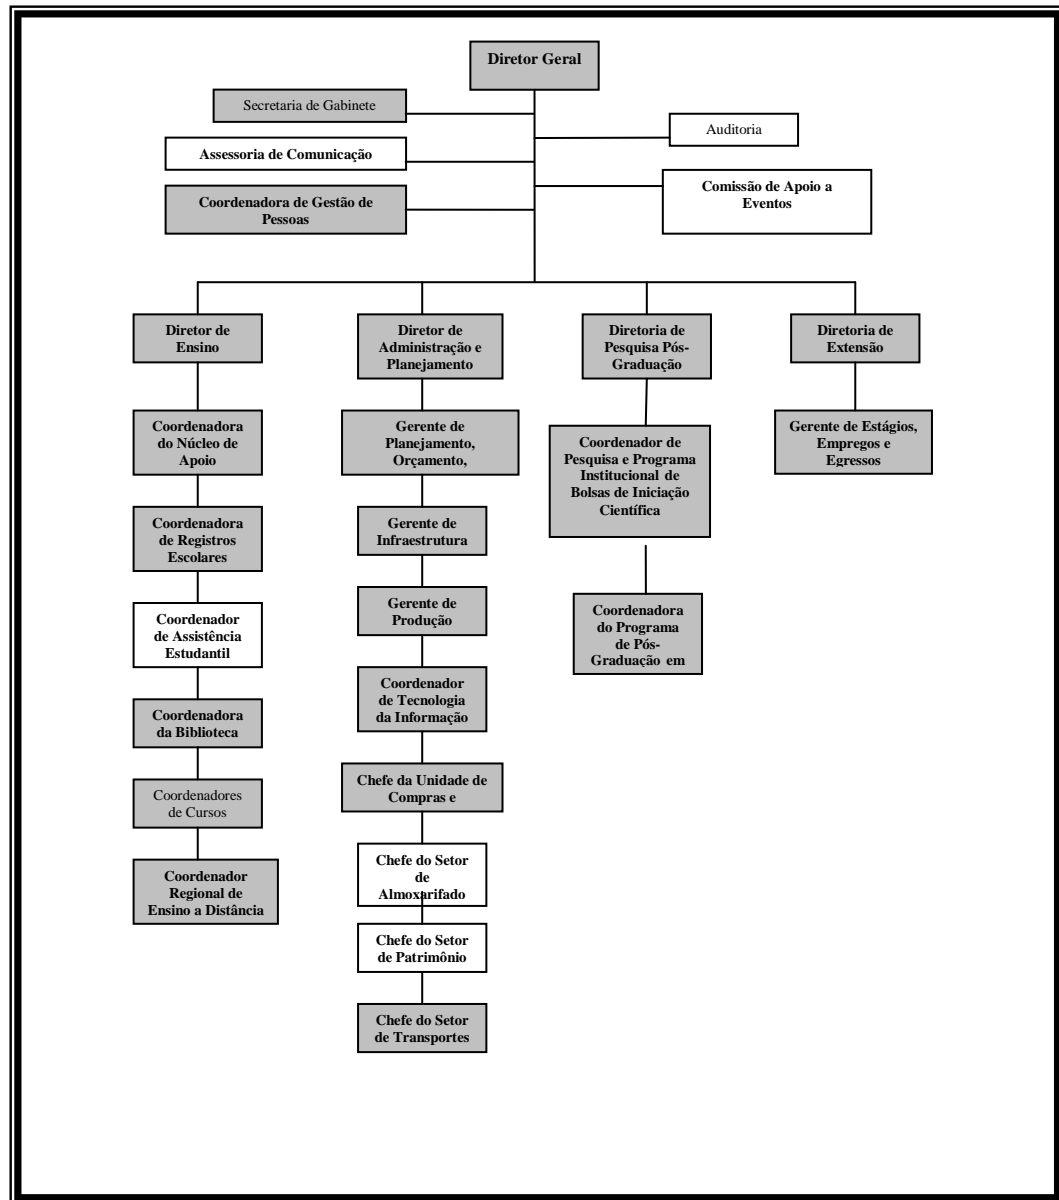 Diretor Geral
Secretaria de Gabinete
Auditoria
Assessoria de Comunicação
Comissão de Apoio a
Eventos
Coordenadora de Gestão de
Pessoas
Diretor de
Ensino
Diretor de
Administração e
Planejamento
Diretoria de
Pesquisa Pós-
Graduação
Diretoria de
Extensão
Coordenadora
do Núcleo de
Apoio
Coordenadora
de Registros
Escolares
Coordenador
de Assistência
Estudantil
Coordenadora
da Biblioteca
Coordenadores
de Cursos
Coordenador
Regional de
Ensino a Distância
Gerente de
Planejamento,
Orçamento,
Gerente de
Infraestrutura
Gerente de
Produção
Coordenador
de Tecnologia
da Informação
Chefe da Unidade de
Compras e
Chefe do Setor
de
Almoxarifado
Chefe do Setor
de Patrimônio
Chefe do Setor
de Transportes
Coordenador de
Pesquisa e Programa
Institucional de
Bolsas de Iniciação
Científica
Coordenadora
do Programa
de Pós-
Graduação em
Gerente de Estágios,
Empregos e
Egressos